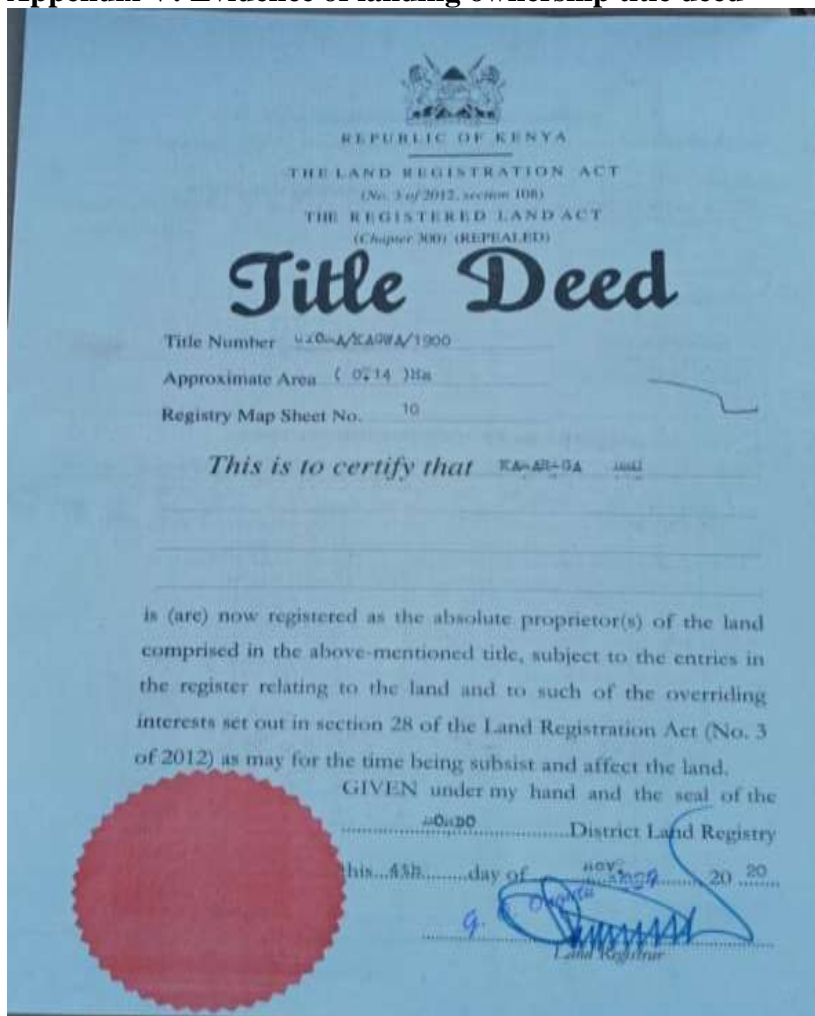 Appendix V: Evidence of landing ownership title deed
REPUBLIC OF KENYA
THE LAND REGISTRATION ACT
(No. 3 of 2012, section 108)
THE REGISTERED LAND ACT
(Chapter 300) (REPEALED)
Title Deed
Title Number /KAGWA/1900
Approximate Area ( 0.14 )Ha
Registry Map Sheet No. 10
This is to certify that
is (are) now registered as the absolute proprietor(s) of the land
comprised in the above-mentioned title, subject to the entries in
the register relating to the land and to such of the overriding
interests set out in section 28 of the Land Registration Act (No. 3
of 2012) as may for the time being subsist and affect the land.
GIVEN under my hand and the seal of the
District Land Registry
this day of nov. 20 20
Land Registrar